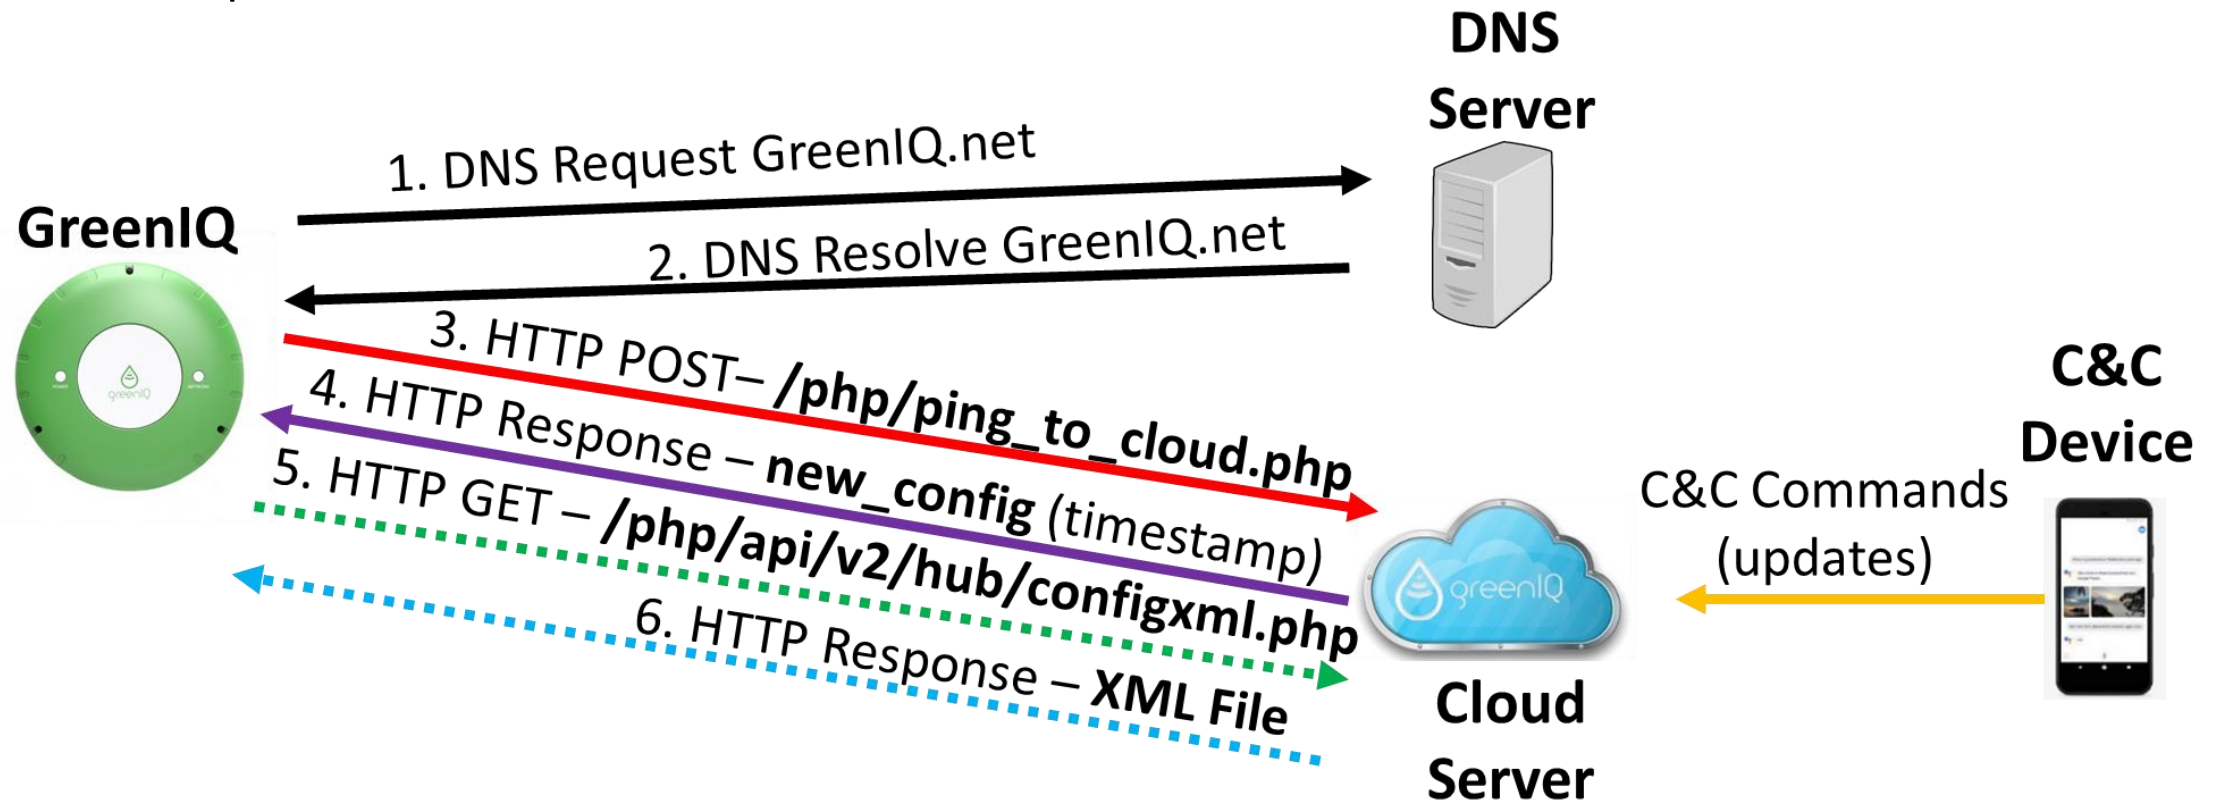 DNS
Server
1. DNS Request GreenIQ.net
GreenIQ
2. DNS Resolve GreenIQ.net
greenIQ
3. HTTP POST– /php/ping_to_cloud.php
4. HTTP Response – new_config (timestamp)
5. HTTP GET – /php/api/v2/hub/configxml.php
6. HTTP Response – XML File
greenIQ
Cloud
Server
C&C
Device
C&C Commands
(updates)